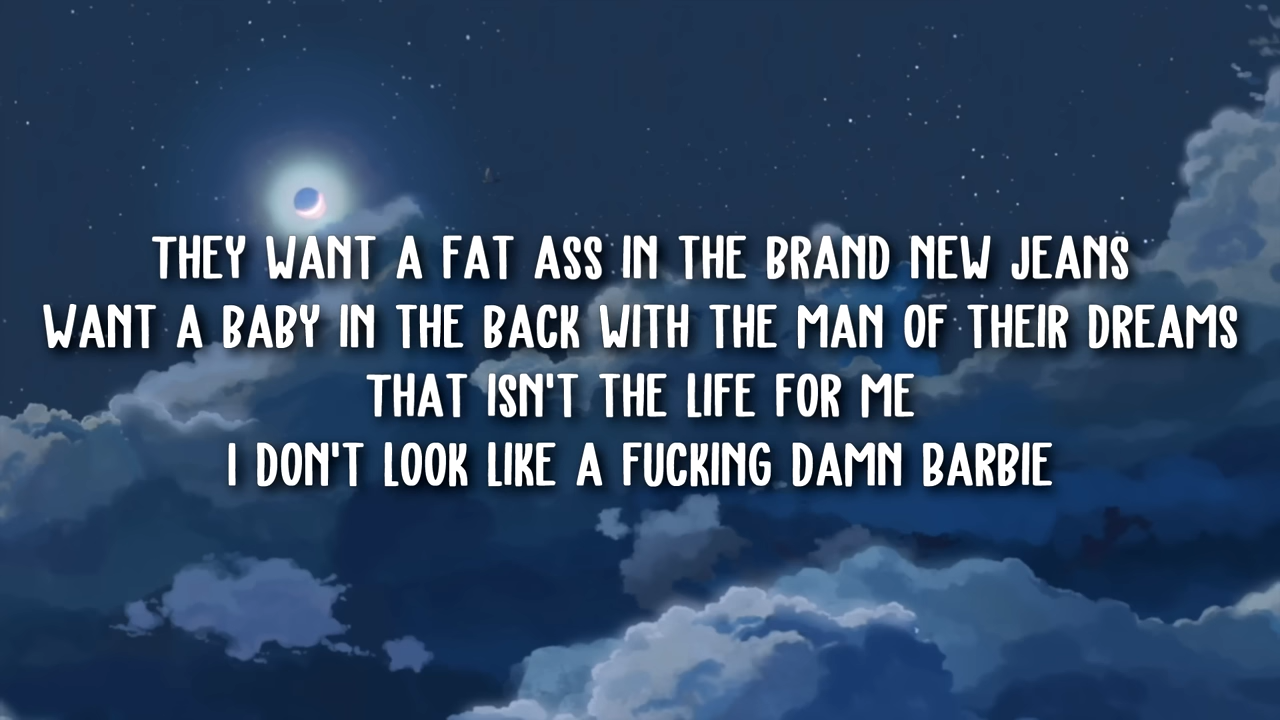 THEY WANT A FAT ASS IN THE BRAND NEW JEANS
WANT A BABY IN THE BACK WITH THE MAN OF THEIR DREAMS
THAT ISN'T THE LIFE FOR ME
I DON'T LOOK LIKE A FUCKING DAMN BARBIE